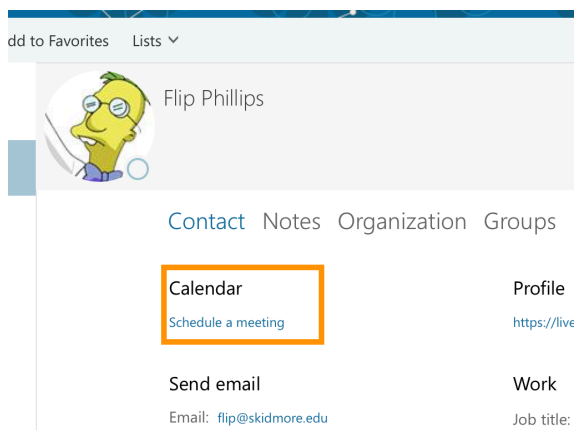 dd to Favorites Lists
Flip Phillips
Contact Notes Organization Groups
Calendar Profile
Schedule a meeting https://live
Send email Work
Email: flip@skidmore.edu Job title: